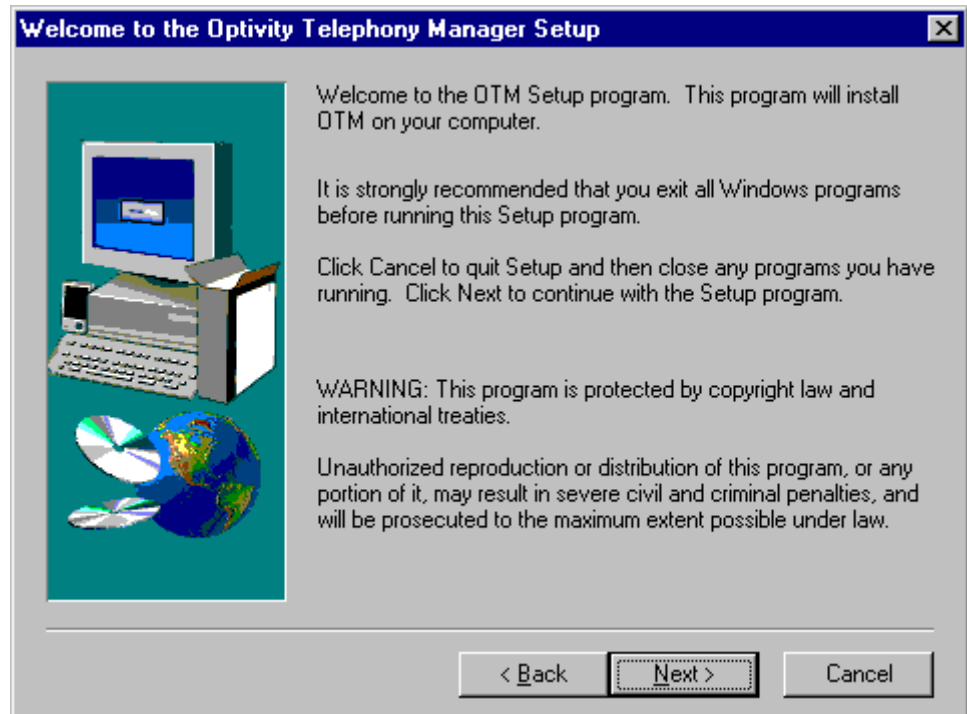 Welcome to the Optivity Telephony Manager Setup
Welcome to the OTM Setup program.  This program will install
OTM on your computer.
It is strongly recommended that you exit all Windows programs
before running this Setup program.
Click Cancel to quit Setup and then close any programs you have
running.  Click Next to continue with the Setup program.
WARNING: This program is protected by copyright law and
international treaties.
Unauthorized reproduction or distribution of this program, or any
portion of it, may result in severe civil and criminal penalties, and
will be prosecuted to the maximum extent possible under law.
< Back
Next >
Cancel